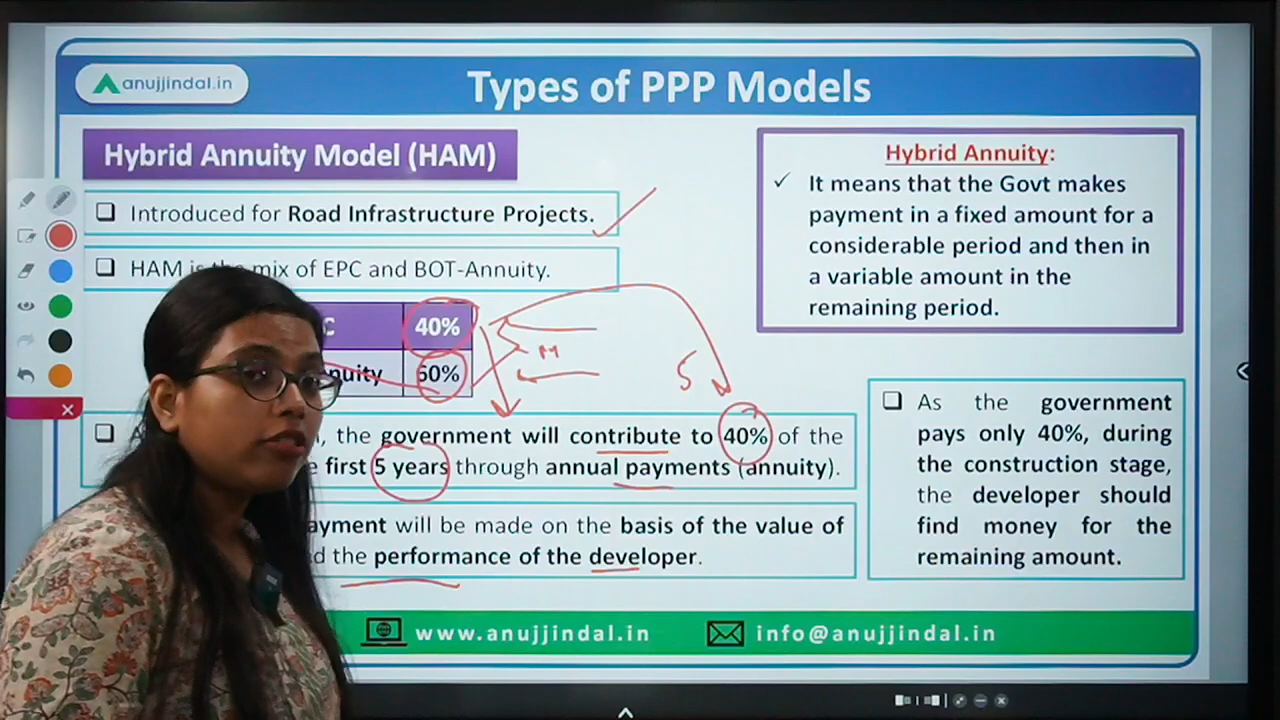 anujjindal.in
Types of PPP Models
Hybrid Annuity Model (HAM)
Introduced for Road Infrastructure Projects.
HAM is the mix of EPC and BOT-Annuity.
40%
60%
the government will contribute to 40% of the
first 5 years through annual payments (annuity).
will be made on the basis of the value of
the performance of the developer.
Hybrid Annuity:
It means that the Govt makes
payment in a fixed amount for a
considerable period and then in
a variable amount in the
remaining period.
As the government
pays only 40%, during
the construction stage,
the developer should
find money for the
remaining amount.
M
5
www.anujjindal.in
info@anujjindal.in